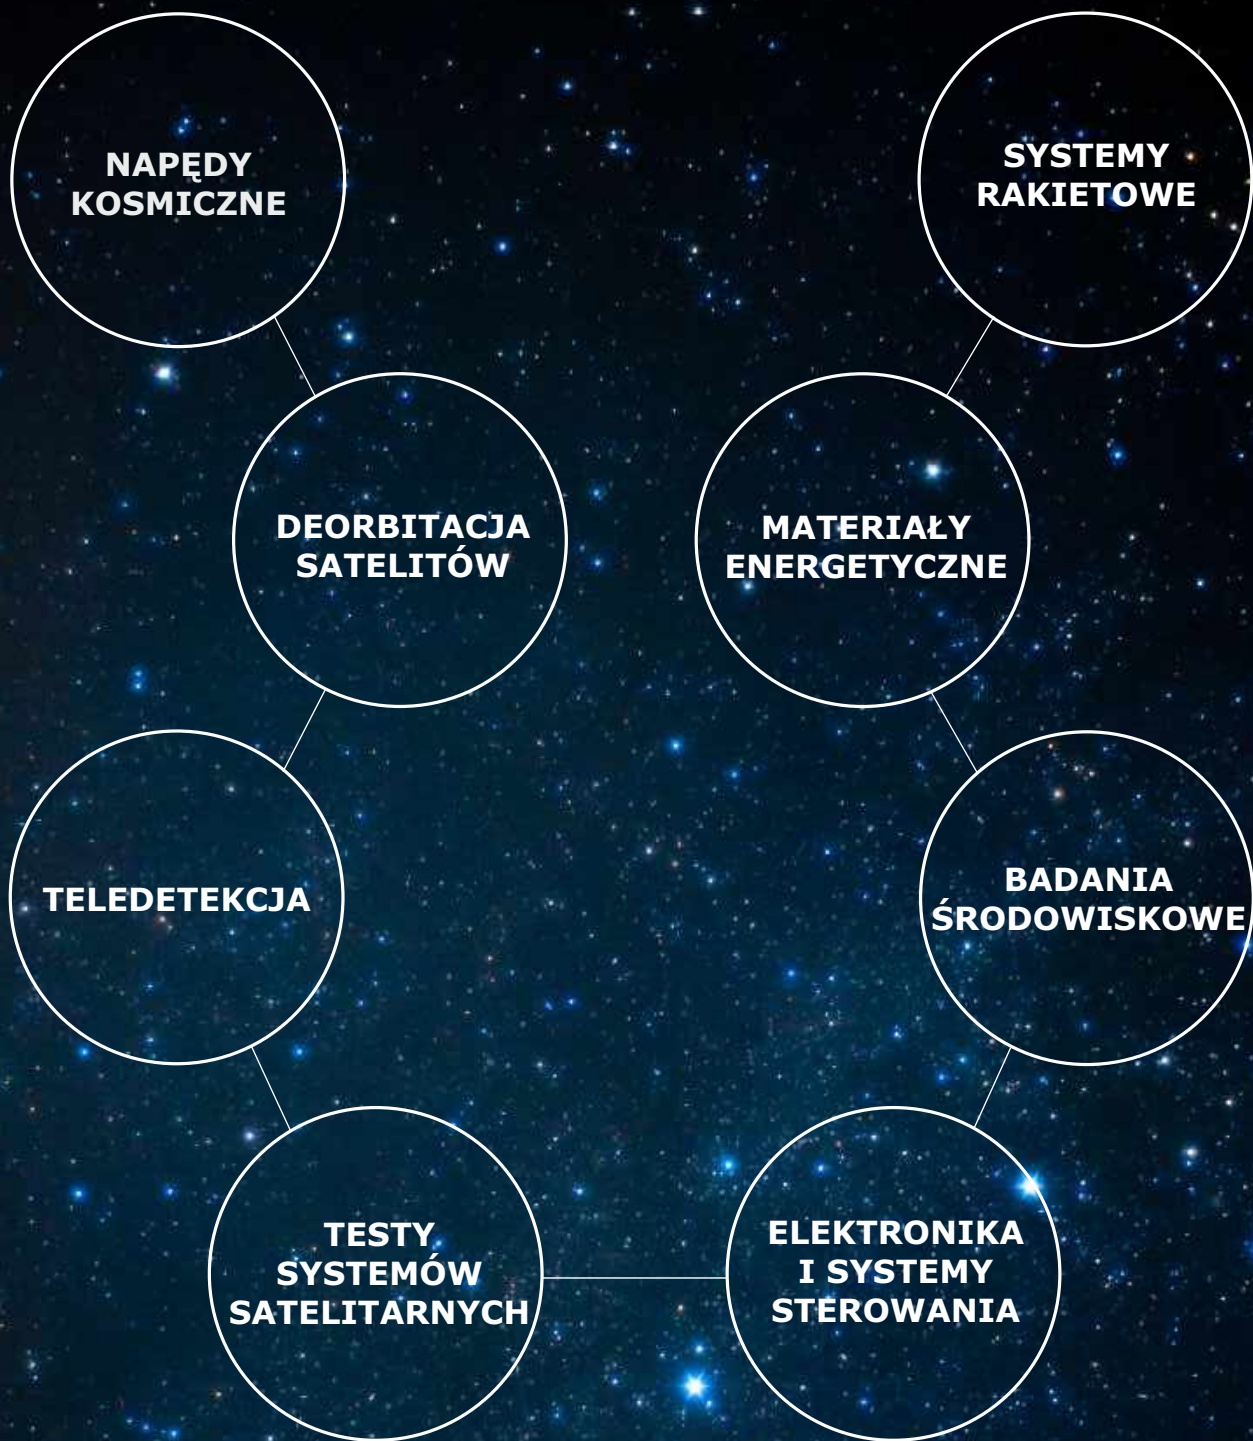 NAPĘDY
KOSMICZNE
SYSTEMY
RAKIETOWE
DEORBITACJA
SATELITÓW
MATERIAŁY
ENERGETYCZNE
TELEDETEKCJA
BADANIA
ŚRODOWISKOWE
TESTY
SYSTEMÓW
SATELITARNYCH
ELEKTRONIKA
I SYSTEMY
STEROWANIA